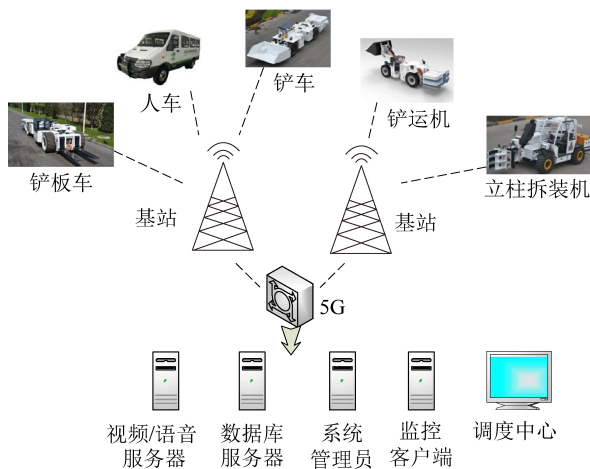 铲车
人车
铲运机
铲板车
立柱拆装机
基站
基站
5G
视频/语音
服务器
数据库
服务器
系统
管理员
监控
客户端
调度中心